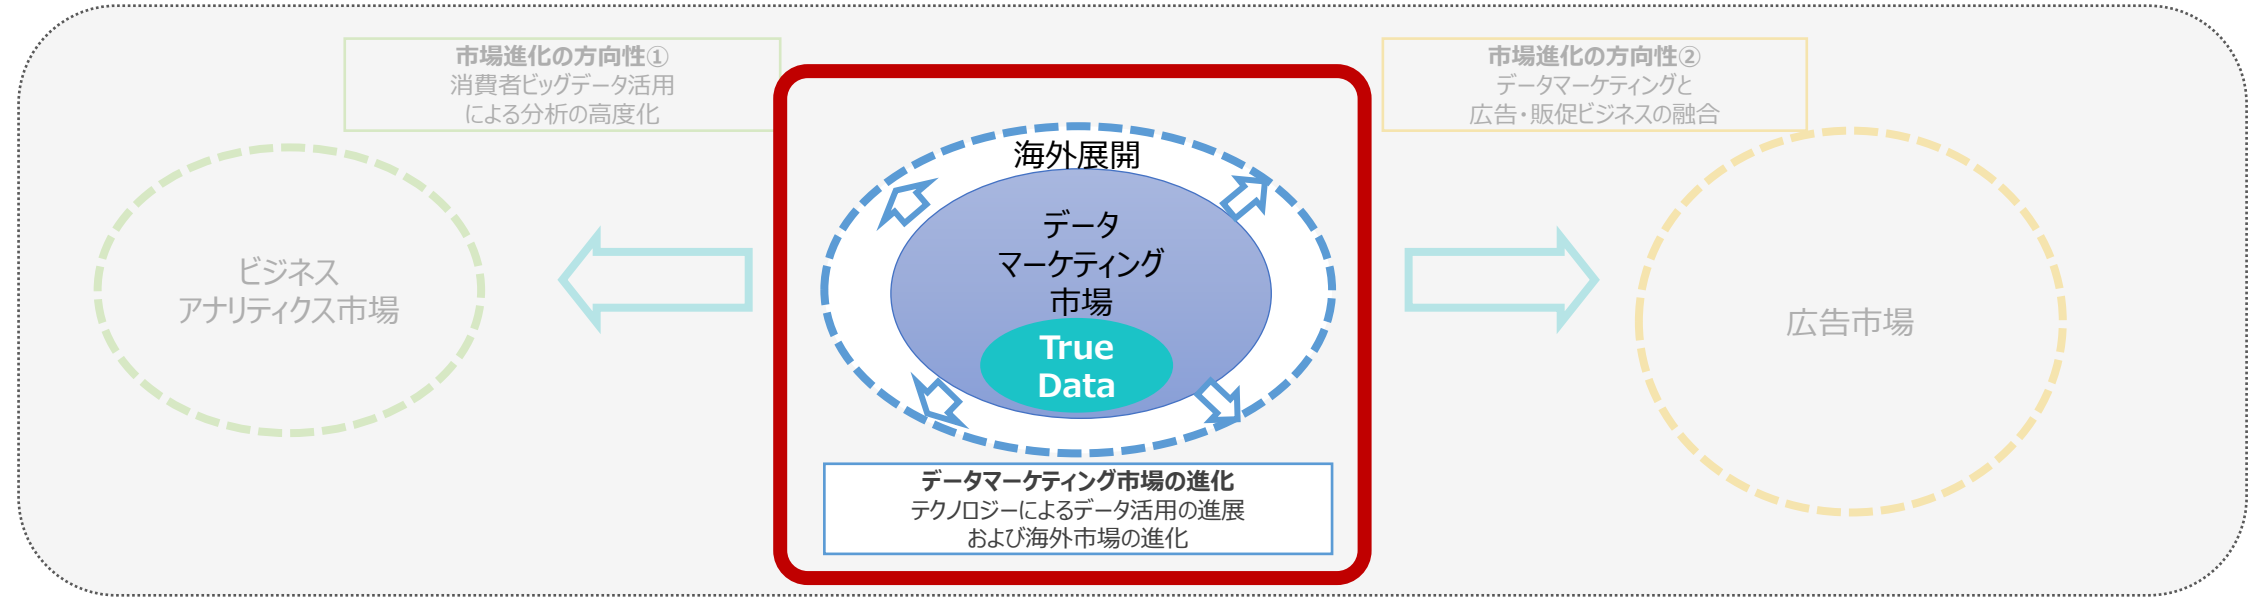 市場進化の方向性①
消費者ビッグデータ活用
による分析の高度化
ビジネス
アナリティクス市場
海外展開
データ
マーケティング
市場
True
Data
データマーケティング市場の進化
テクノロジーによるデータ活用の進展
および海外市場の進化
市場進化の方向性②
データマーケティングと
広告・販促ビジネスの融合
広告市場